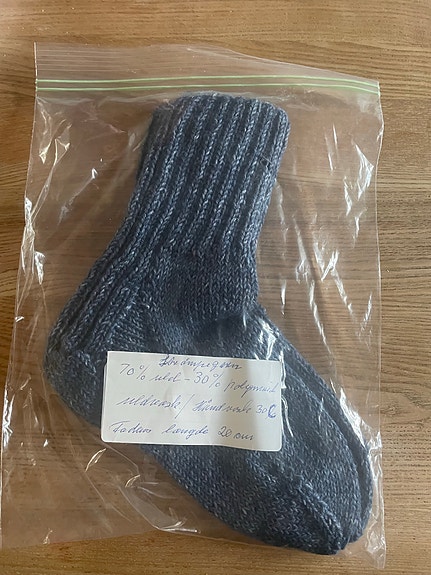 70% uld - 30% polyamid
uldvask / Håndvask 30C
Fodens længde 20 cm